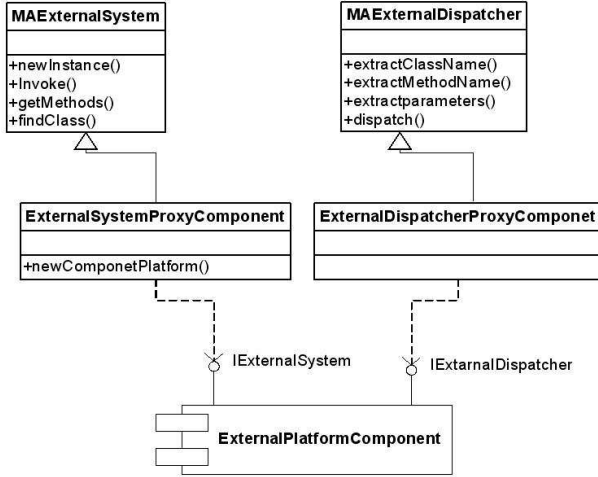 MAExternalSystem
+newInstance()
+Invoke()
+getMethods()
+findClass()
MAExternalDispatcher
+extractClassName()
+extractMethodName()
+extractparameters()
+dispatch()
ExternalSystemProxyComponent
+newComponetPlatform()
ExternalDispatcherProxyComponet
IExternalSystem
IExtarnalDispatcher
ExternalPlatformComponent